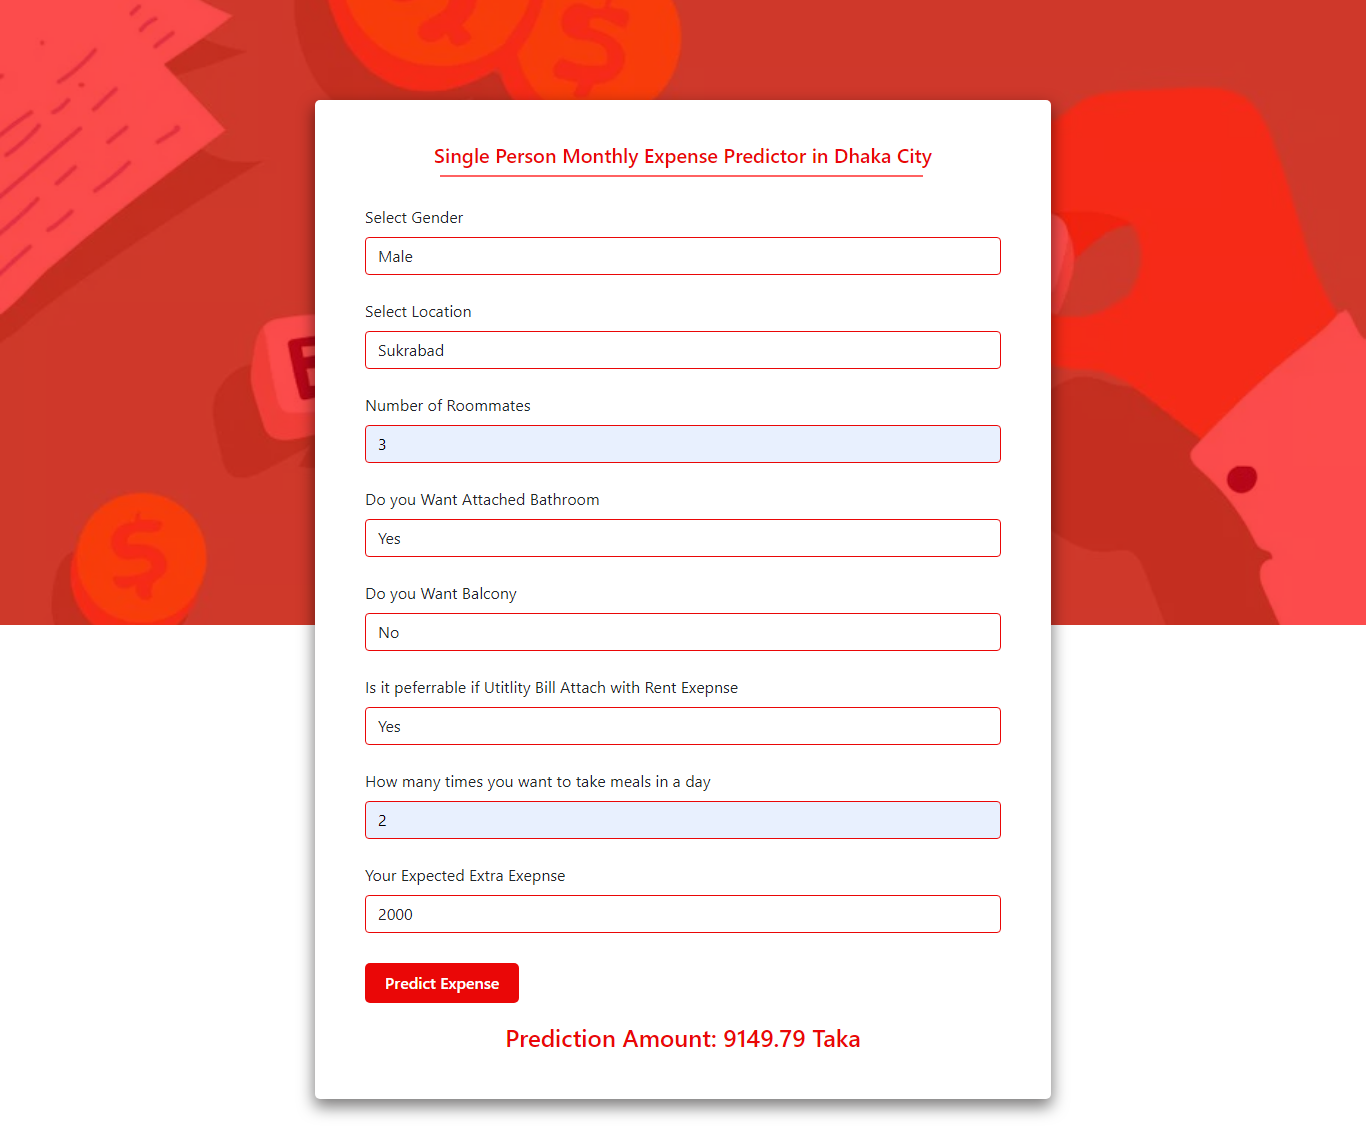 Single Person Monthly Expense Predictor in Dhaka City
Select Gender
Male
Select Location
Sukrabad
Number of Roommates
3
Do you Want Attached Bathroom
Yes
Do you Want Balcony
No
Is it peferrable if Utitlity Bill Attach with Rent Exepnse
Yes
How many times you want to take meals in a day
2
Your Expected Extra Exepnse
2000
Predict Expense
Prediction Amount: 9149.79 Taka